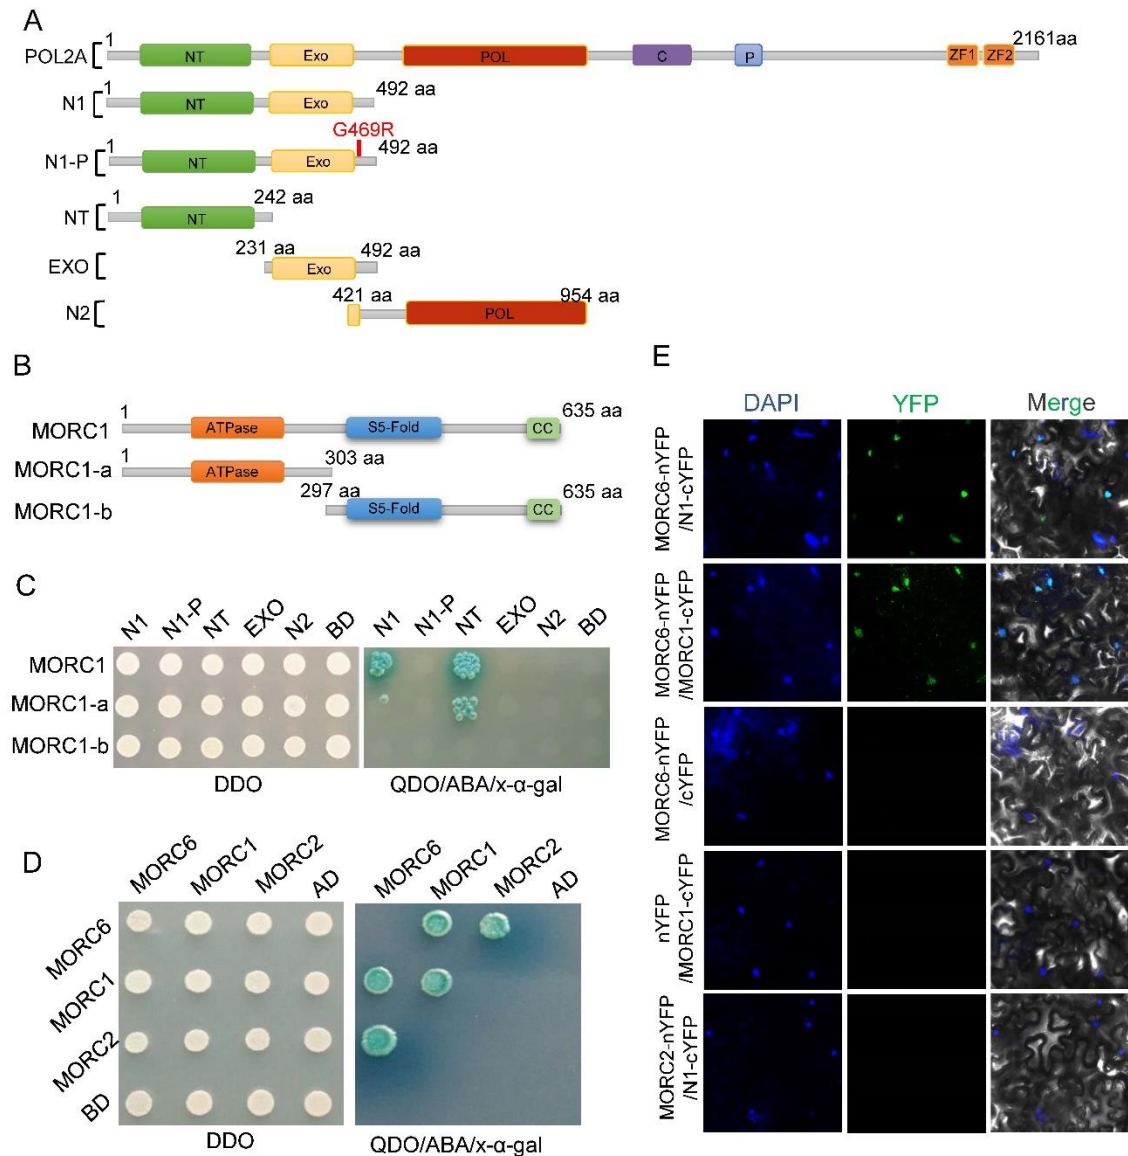 A
POL2A
1
NT
Exo
POL
C
P
ZF1
ZF2
2161aa
N1
1
NT
Exo
492 aa
G469R
N1-P
1
NT
Exo
492 aa
NT
1
NT
242 aa
EXO
231 aa
Exo
492 aa
N2
421 aa
POL
954 aa
B
MORC1
1
ATPase
S5-Fold
CC
635 aa
MORC1-a
1
ATPase
303 aa
MORC1-b
297 aa
S5-Fold
CC
635 aa
C
N1 N1-P NT EXO N2 BD N1 N1-P NT EXO N2 BD
MORC1
MORC1-a
MORC1-b
DDO QDO/ABA/x-α-gal
D
MORC6 MORC1 MORC2 AD MORC6 MORC1 MORC2 AD
MORC6
MORC1
MORC2
BD
DDO QDO/ABA/x-α-gal
E
DAPI YFP Merge
MORC6-nYFP
/N1-cYFP
MORC6-nYFP
/MORC1-cYFP
MORC6-nYFP
/cYFP
nYFP
/MORC1-cYFP
MORC2-nYFP
/N1-cYFP